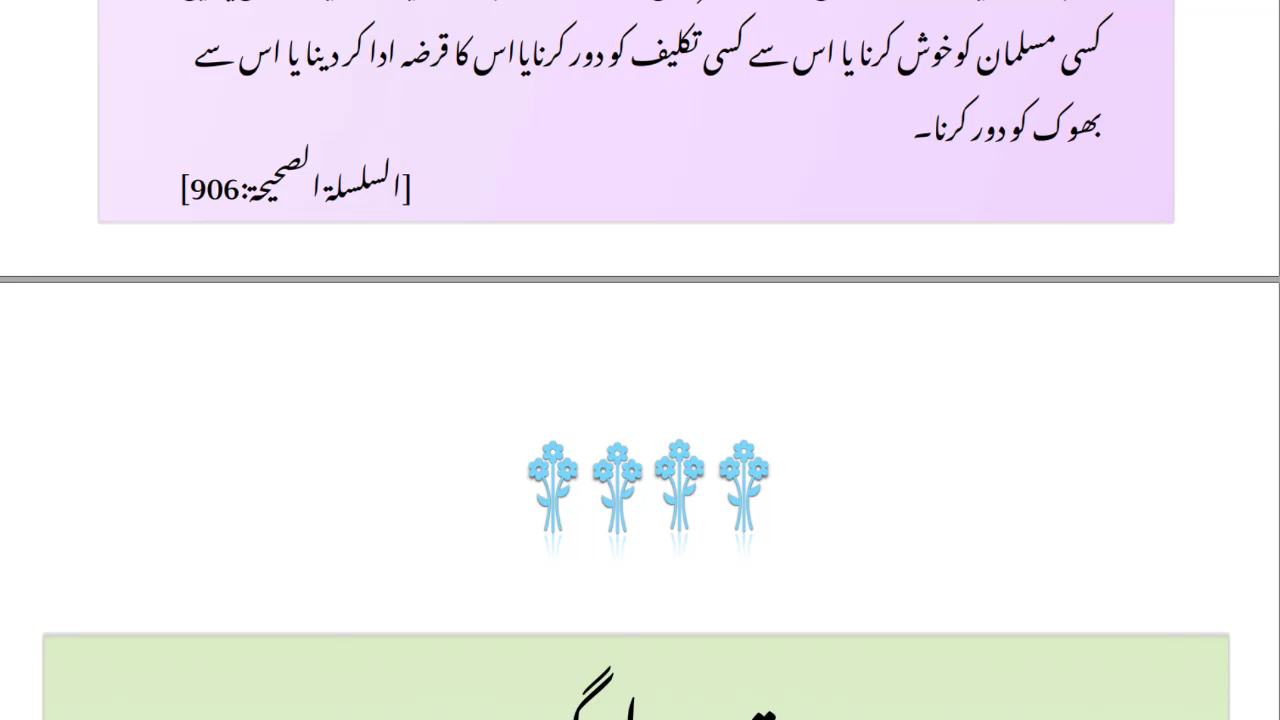 کسی مسلمان کو خوش کرنا یا اس سے کسی تکلیف کو دور کرنا یا اس کا قرضہ ادا کر دینا یا اس سے
بھوک کو دور کرنا۔
[السلسلۃ الصحیحۃ:906]